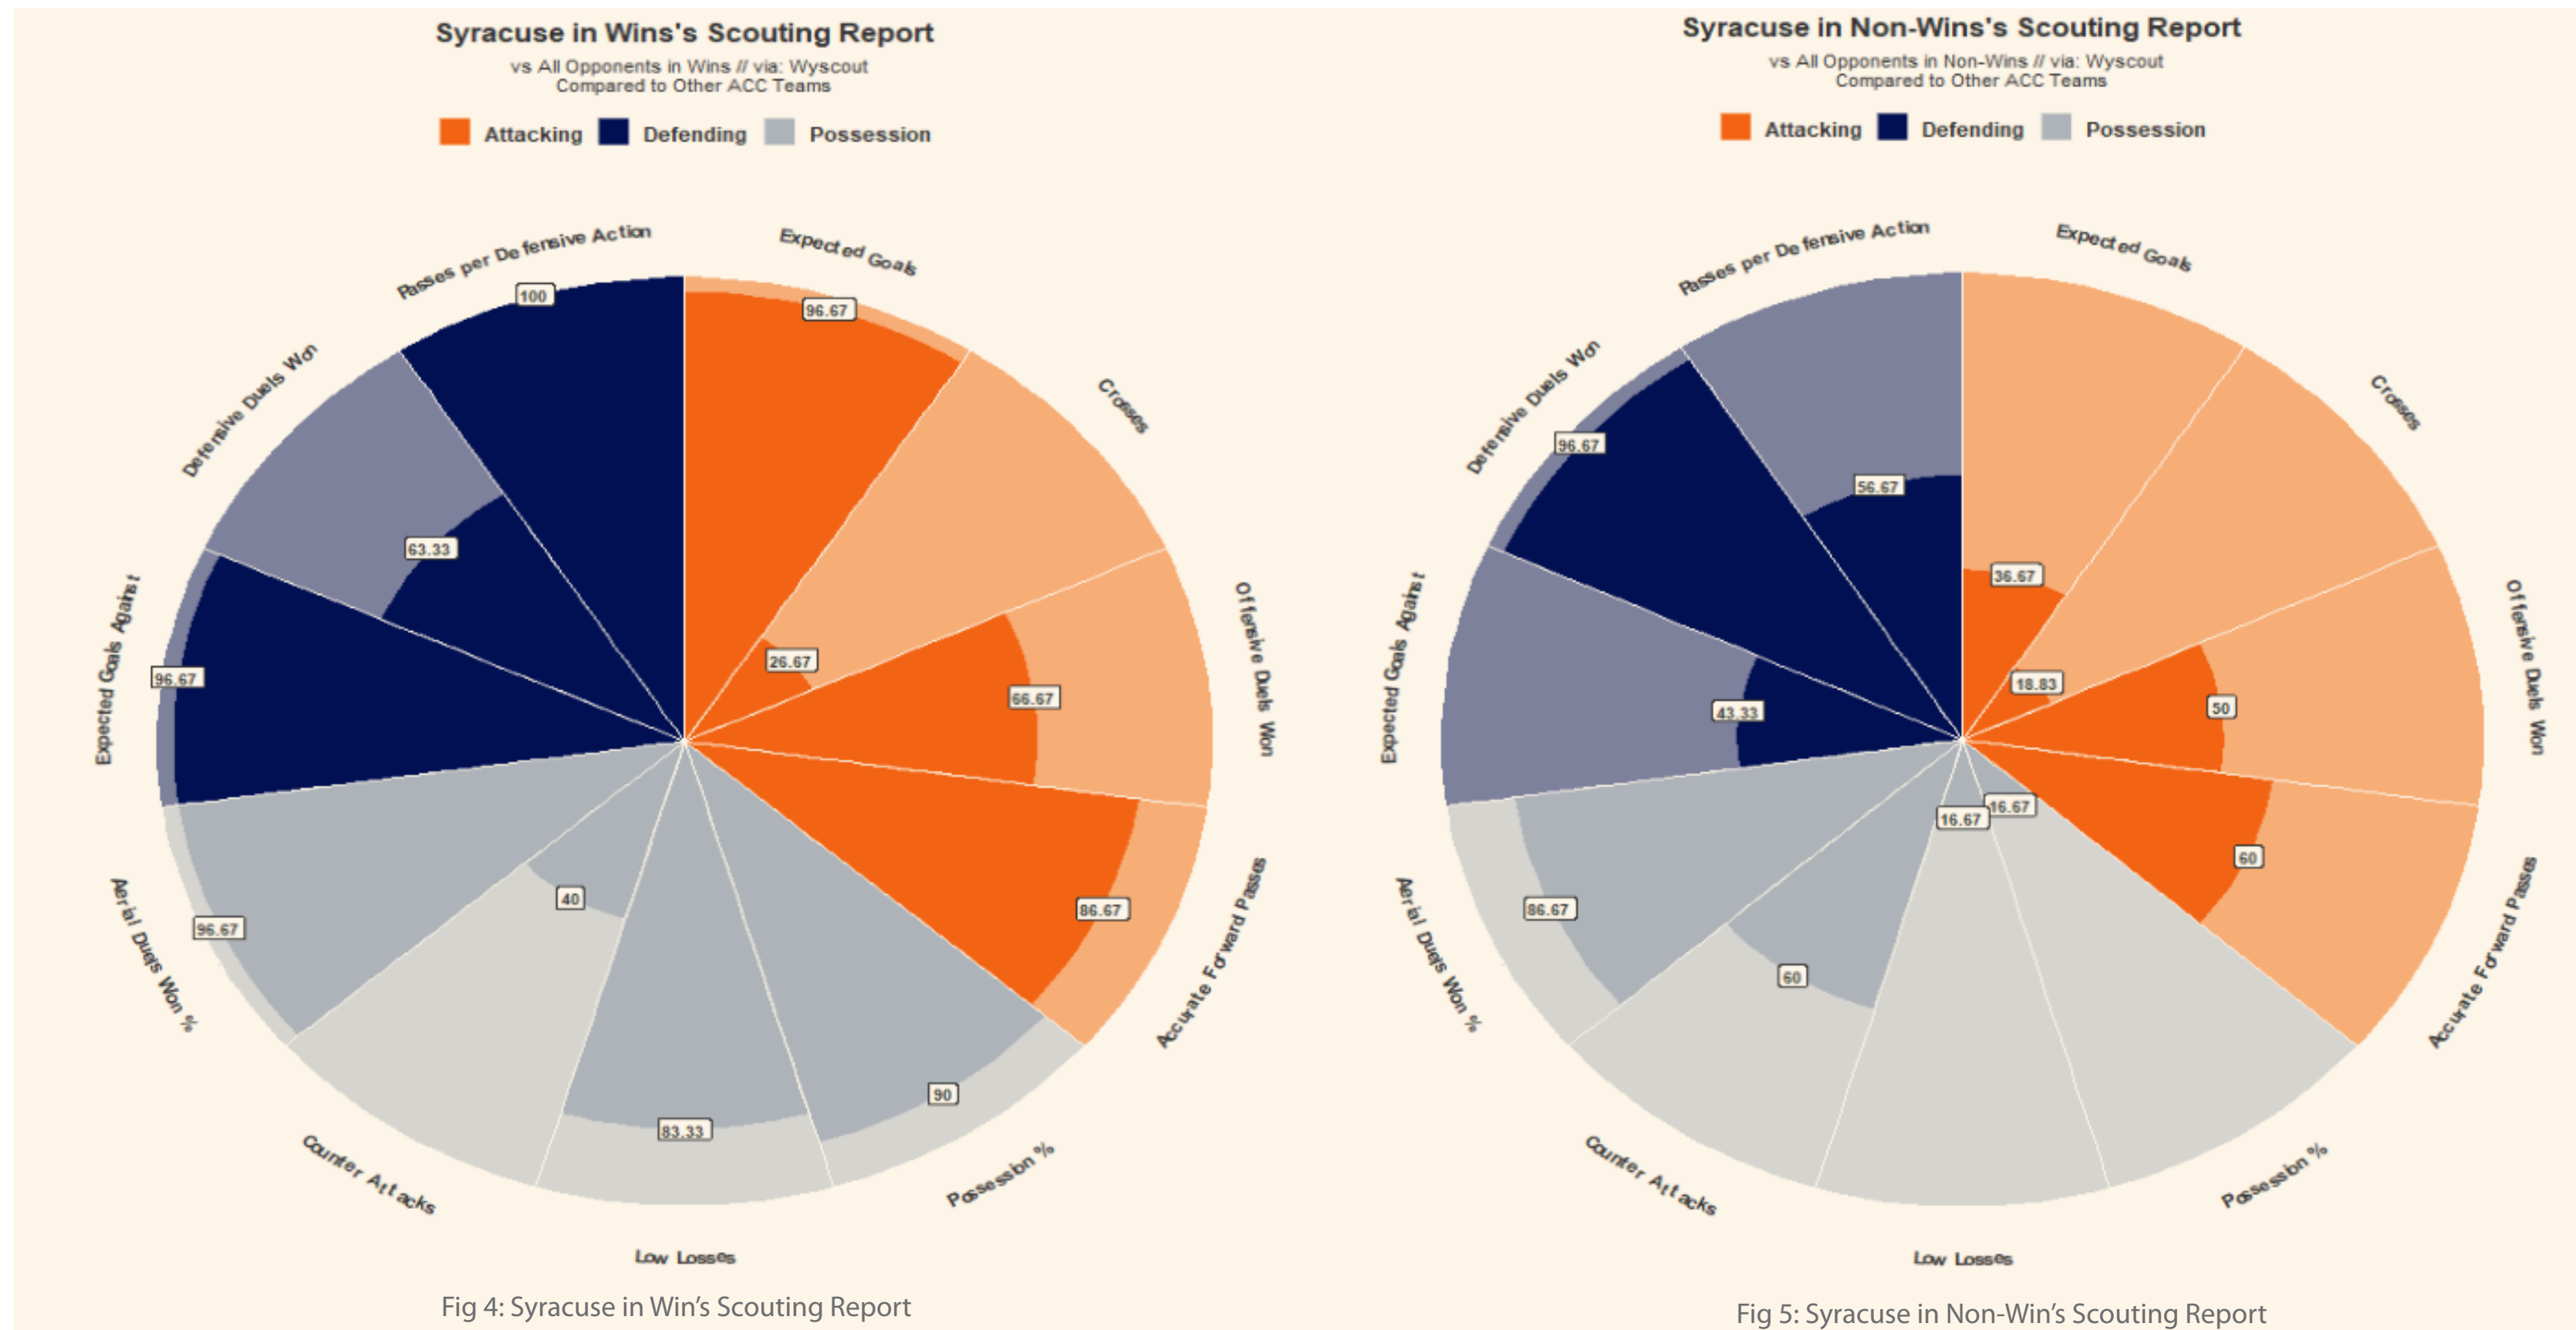 Syracuse in Wins's Scouting Report
vs All Opponents in Wins // via: Wyscout
Compared to Other ACC Teams
Attacking
Defending
Possession
Passes per Defensive Action
Expected Goals
Crosses
Offensive Duels Won
Accurate Forward Passes
Possession %
Low Losses
Counter Attacks
Aerial Duels Won %
Expected Goals Against
Defensive Duels Won
100
96.67
26.67
66.67
86.67
90
83.33
40
96.67
96.67
63.33
Fig 4: Syracuse in Win’s Scouting Report
Syracuse in Non-Wins's Scouting Report
vs All Opponents in Non-Wins // via: Wyscout
Compared to Other ACC Teams
Attacking
Defending
Possession
Passes per Defensive Action
Expected Goals
Crosses
Offensive Duels Won
Accurate Forward Passes
Possession %
Low Losses
Counter Attacks
Aerial Duels Won %
Expected Goals Against
Defensive Duels Won
56.67
36.67
18.83
50
60
16.67
16.67
60
86.67
43.33
96.67
Fig 5: Syracuse in Non-Win’s Scouting Report